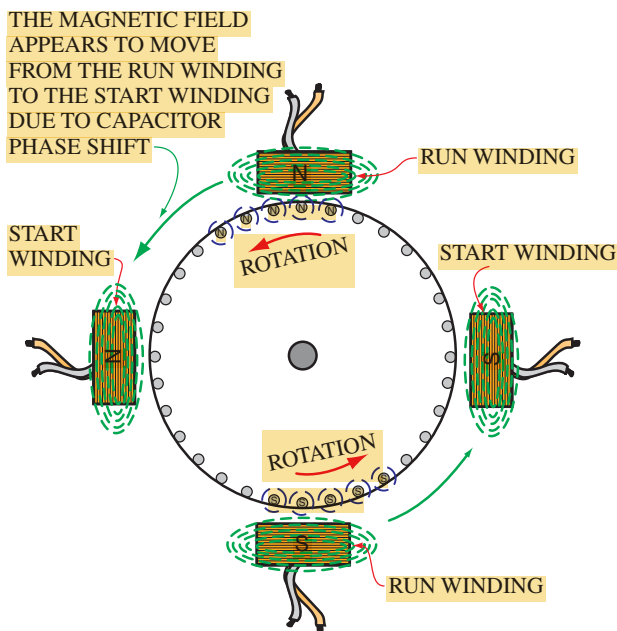 THE MAGNETIC FIELD
APPEARS TO MOVE
FROM THE RUN WINDING
TO THE START WINDING
DUE TO CAPACITOR
PHASE SHIFT
RUN WINDING
N
N N N N N
ROTATION
START
WINDING
START WINDING
N
S
ROTATION
S S S S S
S
RUN WINDING